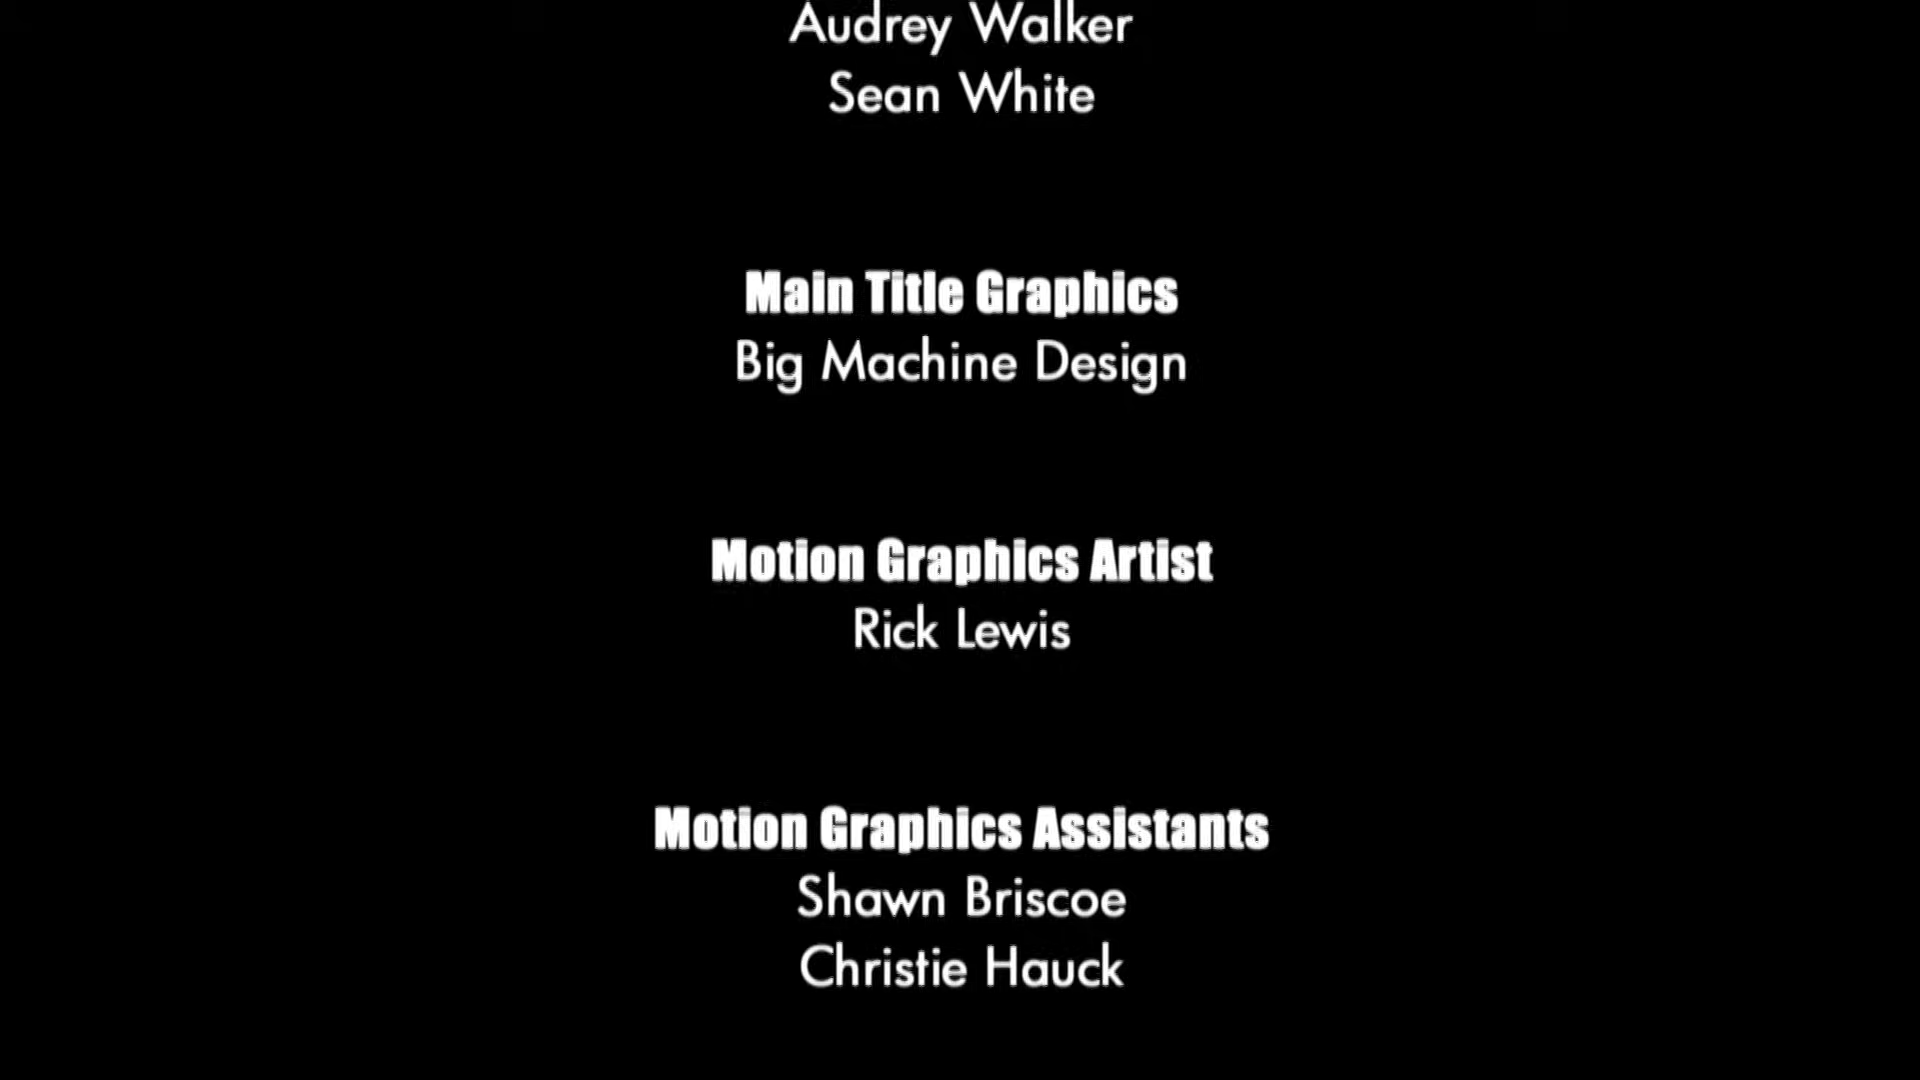 Audrey Walker
Sean White
Main Title Graphics
Big Machine Design
Motion Graphics Artist
Rick Lewis
Motion Graphics Assistants
Shawn Briscoe
Christie Hauck